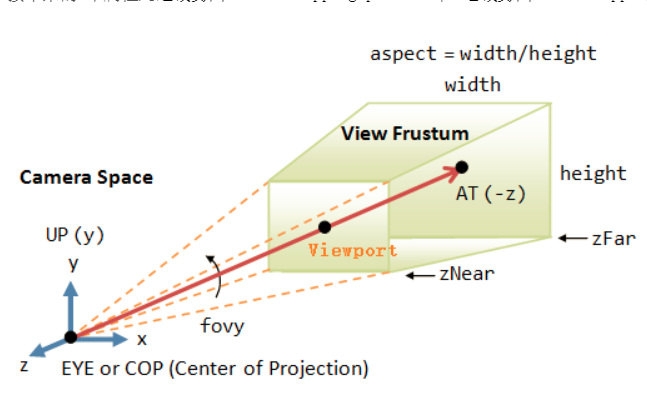 aspect = width/height
width
View Frustum
Camera Space
height
AT (-z)
UP (y)
Viewport
zFar
y
zNear
fovy
x
z
EYE or COP (Center of Projection)